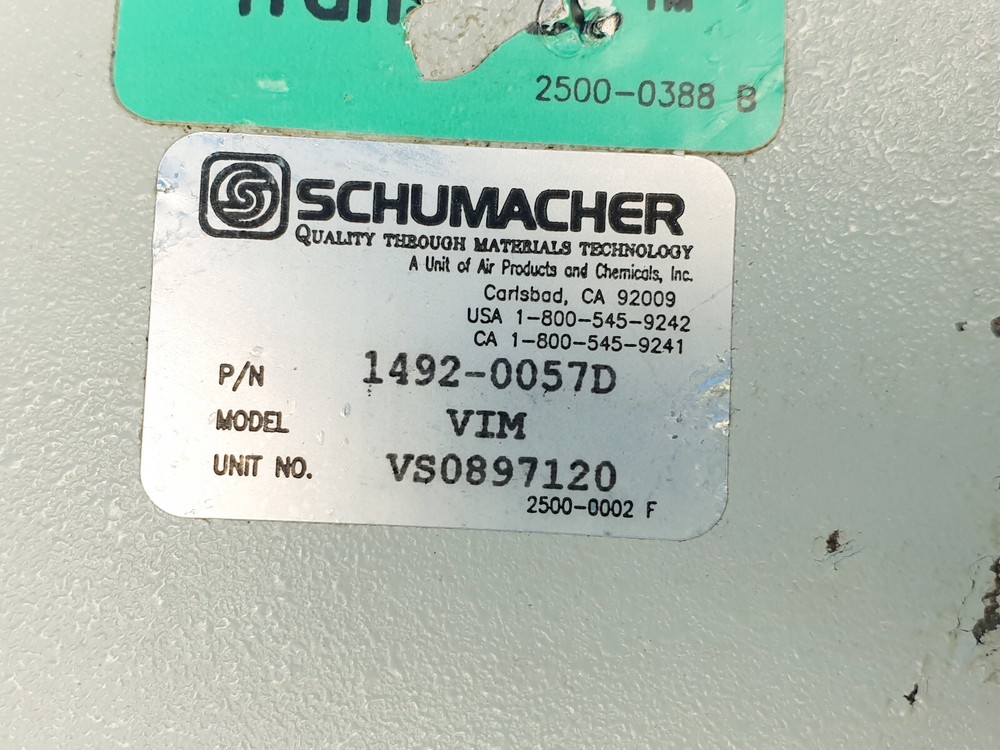 TM
2500-0388 B
SCHUMACHER
QUALITY THROUGH MATERIALS TECHNOLOGY
A Unit of Air Products and Chemicals, Inc.
Carlsbad, CA 92009
USA 1-800-545-9242
CA 1-800-545-9241
P/N 1492-0057D
MODEL VIM
UNIT NO. VS0897120
2500-0002 F